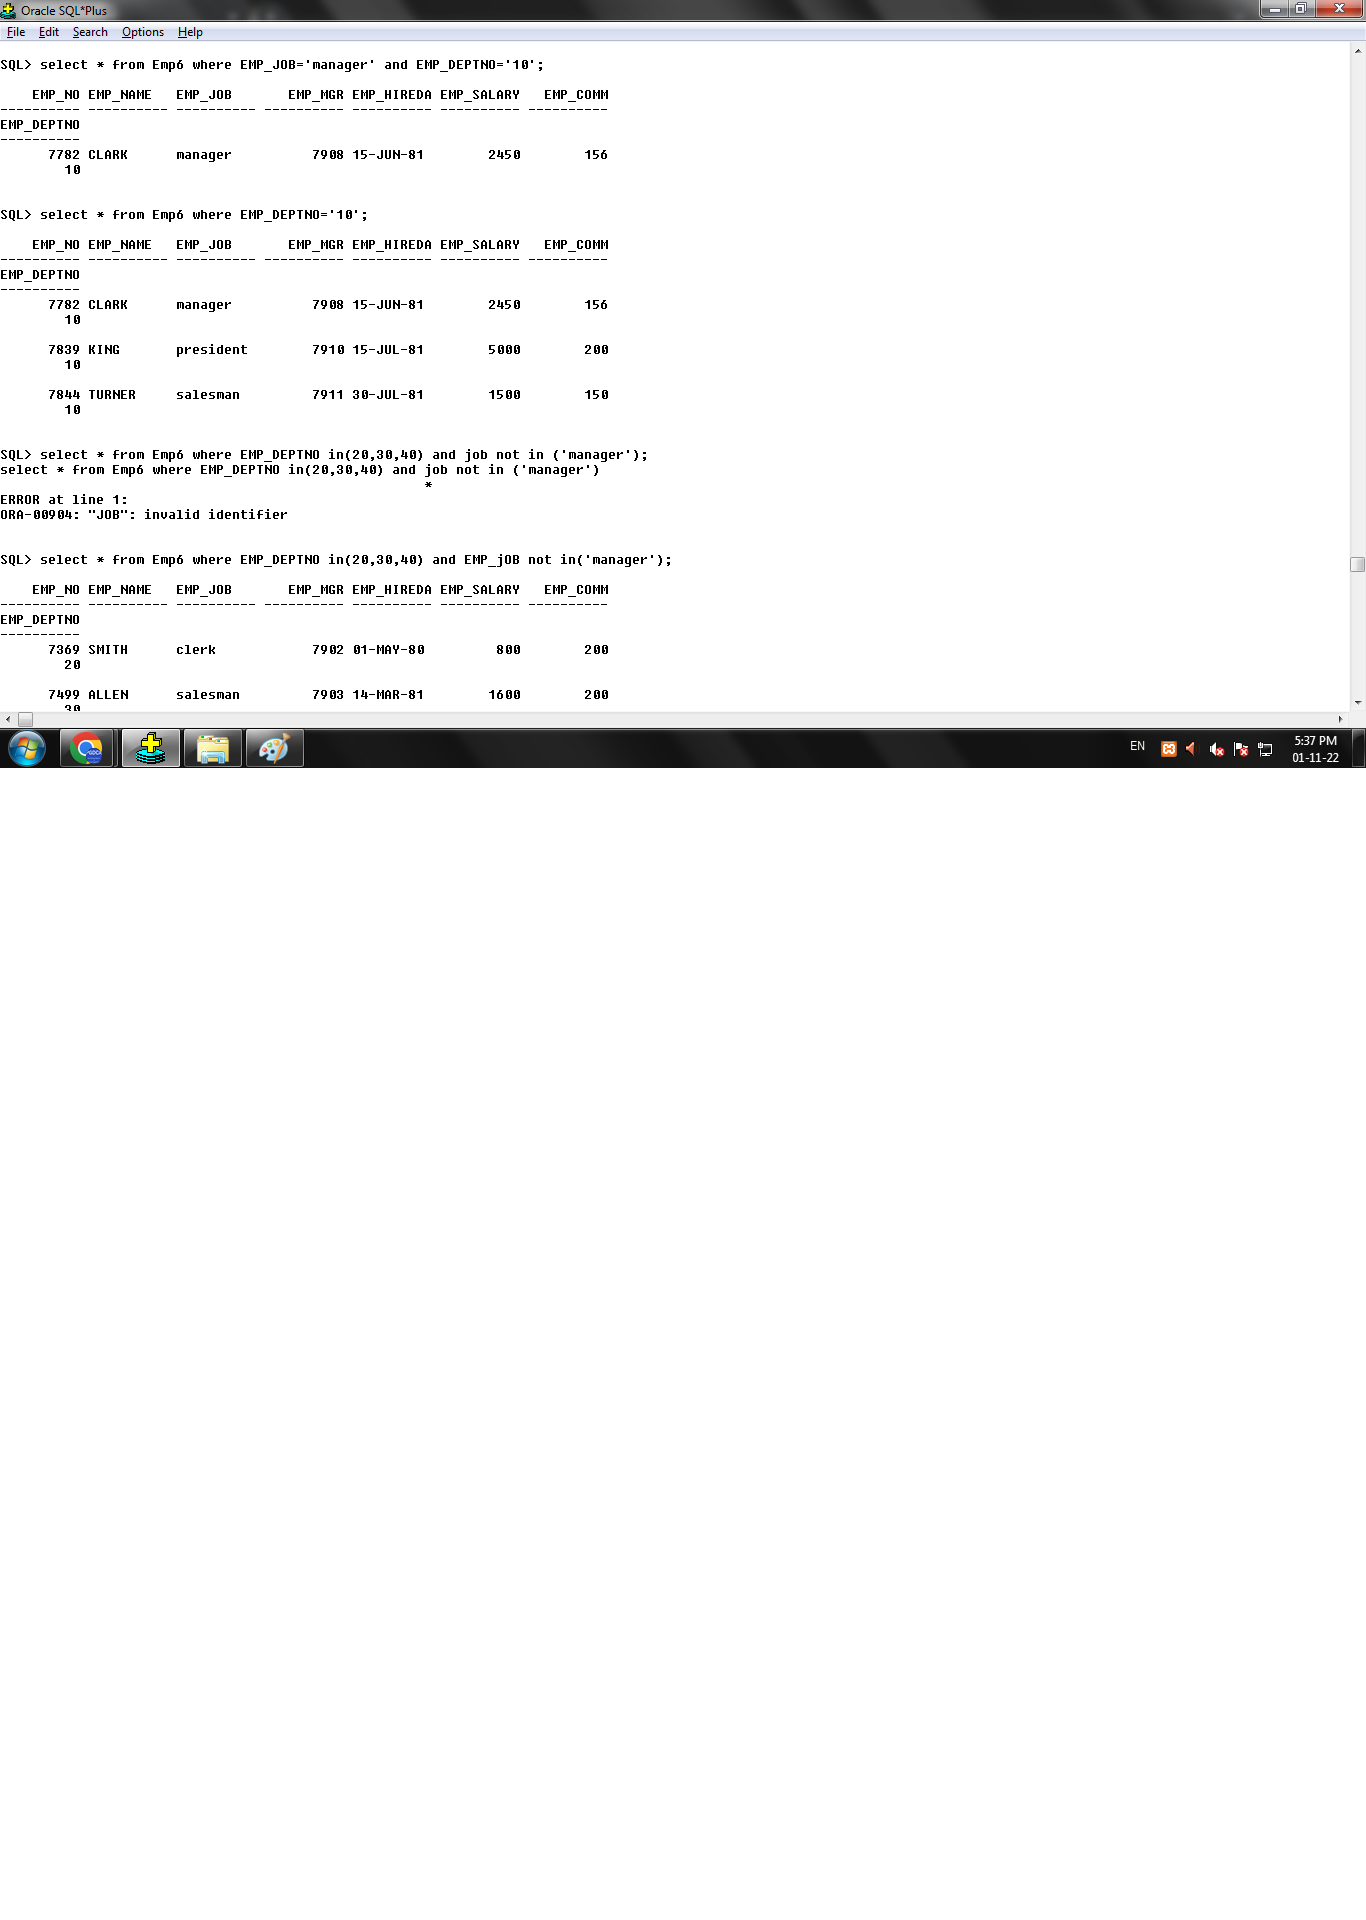 Oracle SQL*Plus
File Edit Search Options Help
SQL> select * from Emp6 where EMP_JOB='manager' and EMP_DEPTNO='10';
    EMP_NO EMP_NAME   EMP_JOB       EMP_MGR EMP_HIREDA EMP_SALARY   EMP_COMM
---------- ---------- ---------- ---------- ---------- ---------- ----------
EMP_DEPTNO
----------
      7782 CLARK      manager          7908 15-JUN-81        2450        156
        10
SQL> select * from Emp6 where EMP_DEPTNO='10';
    EMP_NO EMP_NAME   EMP_JOB       EMP_MGR EMP_HIREDA EMP_SALARY   EMP_COMM
---------- ---------- ---------- ---------- ---------- ---------- ----------
EMP_DEPTNO
----------
      7782 CLARK      manager          7908 15-JUN-81        2450        156
        10
      7839 KING       president        7910 15-JUL-81        5000        200
        10
      7844 TURNER     salesman         7911 30-JUL-81        1500        150
        10
SQL> select * from Emp6 where EMP_DEPTNO in(20,30,40) and job not in ('manager');
select * from Emp6 where EMP_DEPTNO in(20,30,40) and job not in ('manager')
                                                     *
ERROR at line 1:
ORA-00904: "JOB": invalid identifier
SQL> select * from Emp6 where EMP_DEPTNO in(20,30,40) and EMP_jOB not in('manager');
    EMP_NO EMP_NAME   EMP_JOB       EMP_MGR EMP_HIREDA EMP_SALARY   EMP_COMM
---------- ---------- ---------- ---------- ---------- ---------- ----------
EMP_DEPTNO
----------
      7369 SMITH      clerk            7902 01-MAY-80         800        200
        20
      7499 ALLEN      salesman         7903 14-MAR-81        1600        200
        30
EN
5:37 PM
01-11-22